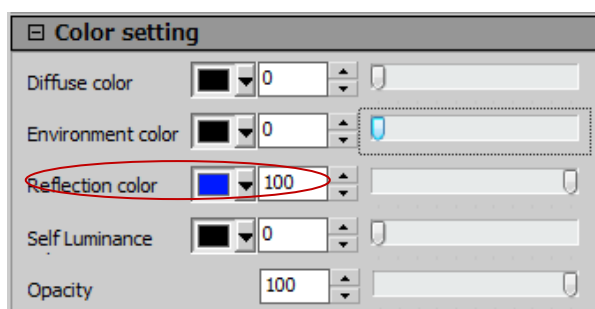 Color setting
Diffuse color 0
Environment color 0
Reflection color 100
Self Luminance 0
Opacity 100